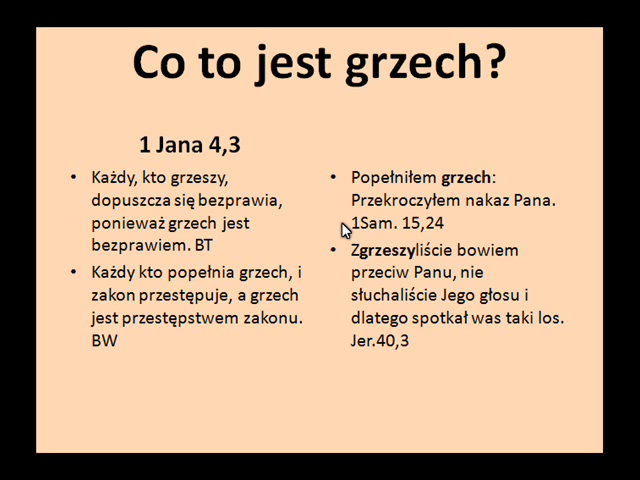 Co to jest grzech?
1 Jana 4,3
• Każdy, kto grzeszy,
dopuszcza się bezprawia,
ponieważ grzech jest
bezprawiem. BT
• Każdy kto popełnia grzech, i
zakon przestępuje, a grzech
jest przestępstwem zakonu.
BW
• Popełniłem grzech:
Przekroczyłem nakaz Pana.
1Sam. 15,24
• Zgrzeszyliście bowiem
przeciw Panu, nie
słuchaliście Jego głosu i
dlatego spotkał was taki los.
Jer.40,3